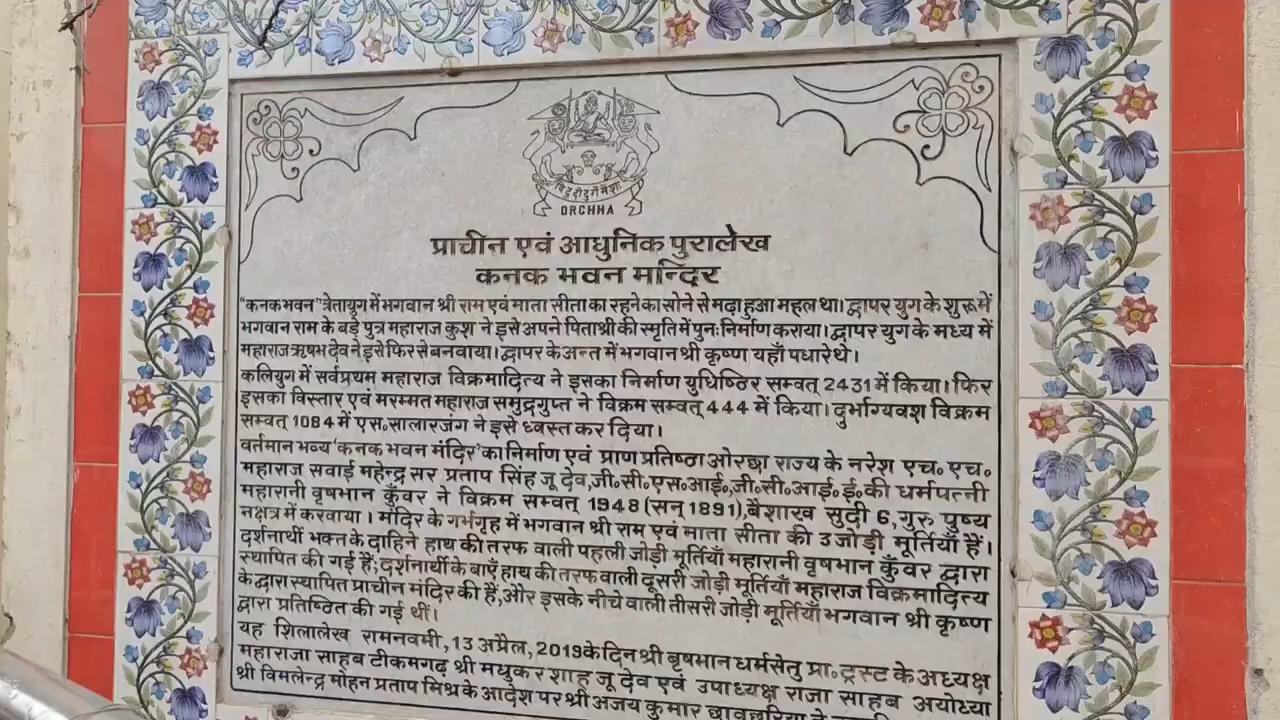 ORCHHA
प्राचीन एवं आधुनिक पुरालेख
कनक भवन मन्दिर
"कनक भवन" त्रेतायुग में भगवान श्री राम एवं माता सीता का रहने का सोने से मढ़ा हुआ महल था। द्वापर युग के शुरू में
भगवान राम के बड़े पुत्र महाराज कुश ने इसे अपने पिताश्री की स्मृति में पुनः निर्माण कराया। द्वापर युग के मध्य में
महाराज ऋषभ देव ने इसे फिर से बनवाया। द्वापर के अन्त में भगवान श्री कृष्ण यहाँ पधारे थे।
कलियुग में सर्वप्रथम महाराज विक्रमादित्य ने इसका निर्माण युधिष्ठिर सम्वत् 2431 में किया। फिर
इसका विस्तार एवं मरम्मत महाराज समुद्रगुप्त ने विक्रम सम्वत् 444 में किया। दुर्भाग्यवश विक्रम
सम्वत् 1084 में एस॰ सालारजंग ने इसे ध्वस्त कर दिया।
वर्तमान भव्य 'कनक भवन मंदिर' का निर्माण एवं प्राण प्रतिष्ठा ओरछा राज्य के नरेश एच॰ एच॰
महाराज सवाई महेन्द्र सर प्रताप सिंह जू देव, जी॰ सी॰ एस॰ आई॰, जी॰ सी॰ आई॰ ई॰ की धर्मपत्नी
महारानी वृषभान कुँवर ने विक्रम सम्वत् 1948 (सन् 1891), बैशाख सुदी 6, गुरु पुष्य
नक्षत्र में करवाया। मंदिर के गर्भगृह में भगवान श्री राम एवं माता सीता की 3 जोड़ी मूर्तियाँ हैं।
दर्शनार्थी भक्त के दाहिने हाथ की तरफ वाली पहली जोड़ी मूर्तियाँ महारानी वृषभान कुँवर द्वारा
स्थापित की गई हैं; दर्शनार्थी के बाएँ हाथ की तरफ वाली दूसरी जोड़ी मूर्तियाँ महाराज विक्रमादित्य
के द्वारा स्थापित प्राचीन मंदिर की हैं, और इसके नीचे वाली तीसरी जोड़ी मूर्तियाँ भगवान श्री कृष्ण
द्वारा प्रतिष्ठित की गई थीं।
यह शिलालेख रामनवमी, 13 अप्रैल, 2019 के दिन श्री बृषभान धर्मसेतु प्रा॰ ट्रस्ट के अध्यक्ष
महाराजा साहब टीकमगढ़ श्री मधुकर शाह जू देव एवं उपाध्यक्ष राजा साहब अयोध्या
श्री विमलेन्द्र मोहन प्रताप मिश्र के आदेश पर श्री अजय कुमार छावछरिया ने